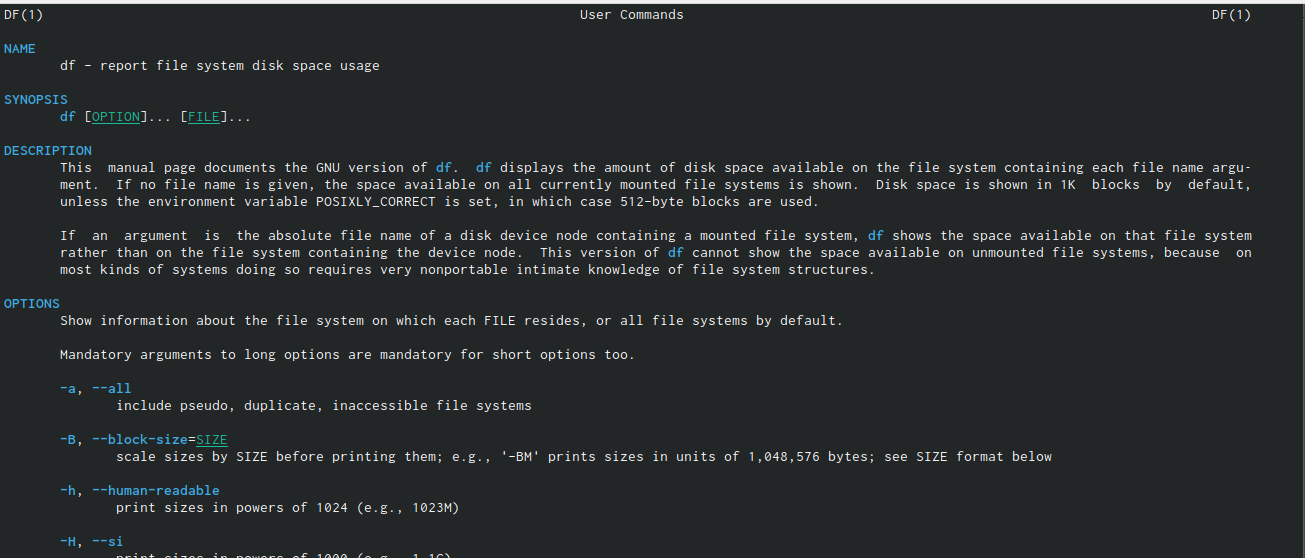 DF(1) User Commands DF(1)
NAME
df - report file system disk space usage
SYNOPSIS
df [OPTION]... [FILE]...
DESCRIPTION
This  manual page documents the GNU version of df.  df displays the amount of disk space available on the file system containing each file name argu-
ment.  If no file name is given, the space available on all currently mounted file systems is shown.  Disk space is shown in 1K  blocks  by  default,
unless the environment variable POSIXLY_CORRECT is set, in which case 512-byte blocks are used.
If  an  argument  is  the absolute file name of a disk device node containing a mounted file system, df shows the space available on that file system
rather than on the file system containing the device node.  This version of df cannot show the space available on unmounted file systems, because  on
most kinds of systems doing so requires very nonportable intimate knowledge of file system structures.
OPTIONS
Show information about the file system on which each FILE resides, or all file systems by default.
Mandatory arguments to long options are mandatory for short options too.
-a, --all
include pseudo, duplicate, inaccessible file systems
-B, --block-size=SIZE
scale sizes by SIZE before printing them; e.g., '-BM' prints sizes in units of 1,048,576 bytes; see SIZE format below
-h, --human-readable
print sizes in powers of 1024 (e.g., 1023M)
-H, --si
print sizes in powers of 1000 (e.g., 1.1G)